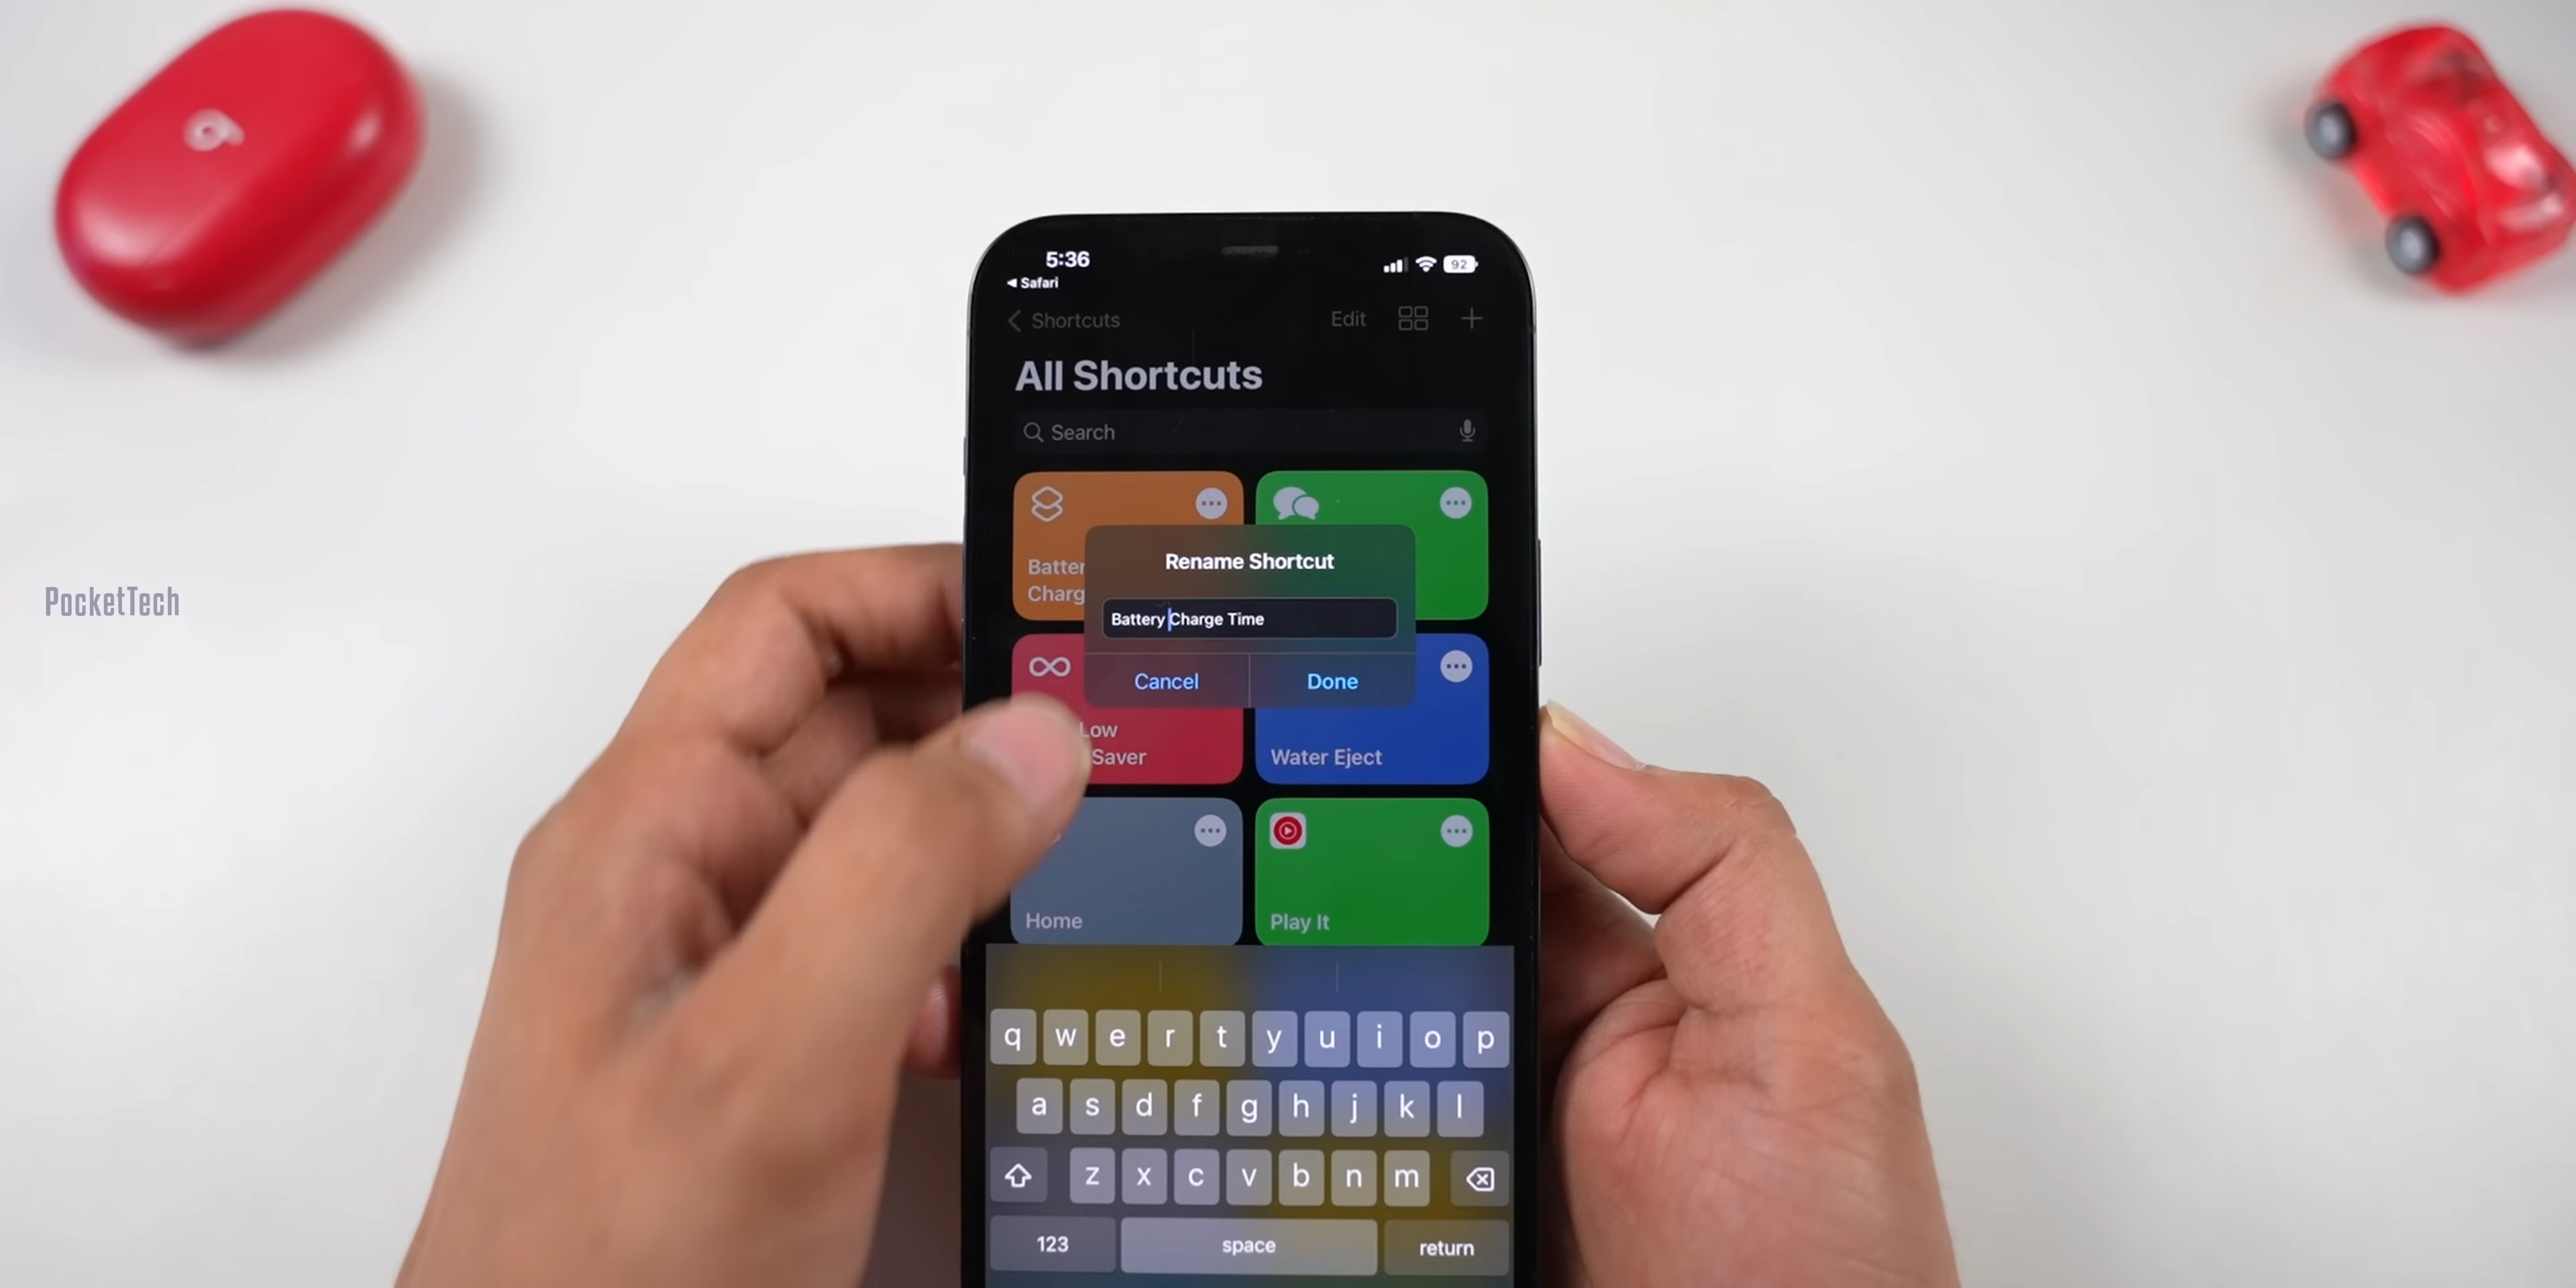 5:36
92
Safari
Shortcuts
Edit
All Shortcuts
Search
Batter
Charg
Rename Shortcut
Battery Charge Time
Cancel
Done
PocketTech
Low
Saver
Water Eject
Home
Play It
q w e r t y u i o p
a s d f g h j k l
z x c v b n m
123
space
return